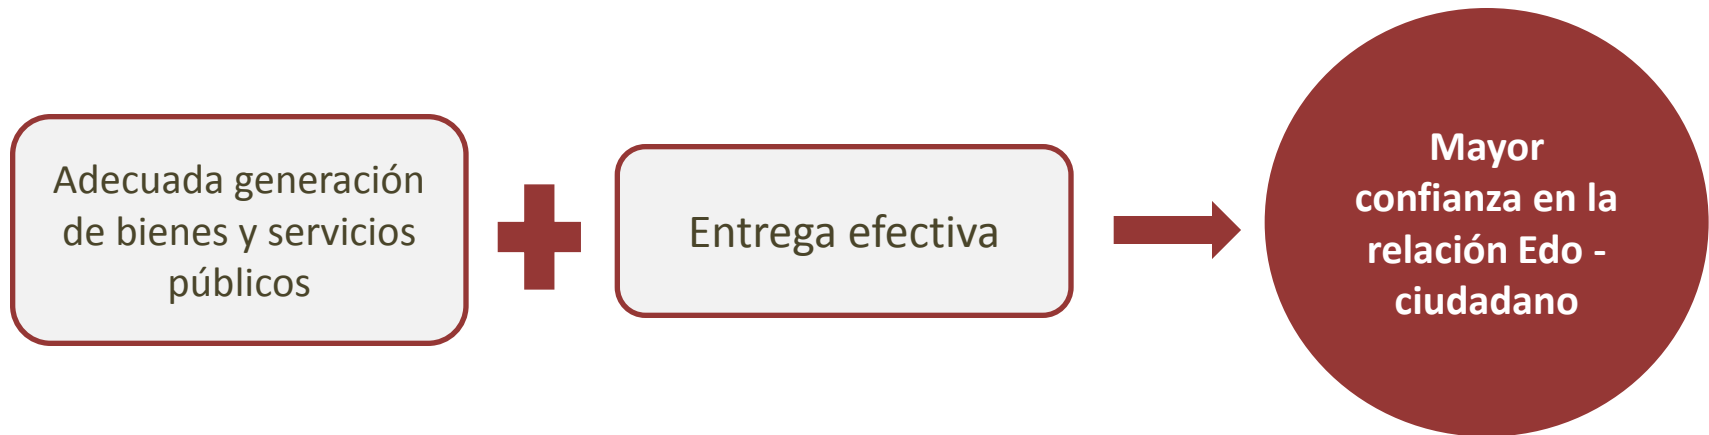 Adecuada generación
de bienes y servicios
públicos
Entrega efectiva
Mayor
confianza en la
relación Edo -
ciudadano